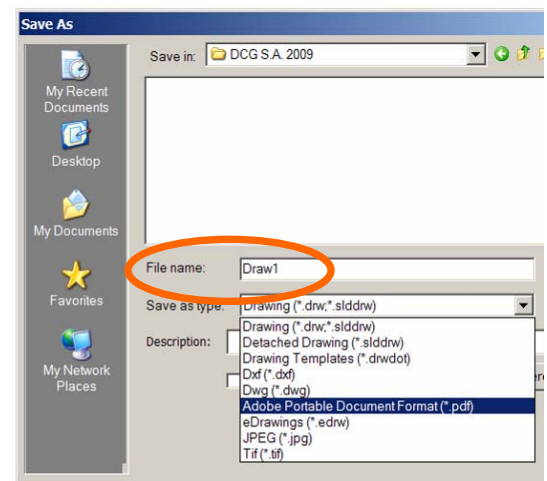 Save As
Save in: DCG S.A. 2009
My Recent
Documents
Desktop
My Documents
Favorites
My Network
Places
File name: Draw1
Save as type: Drawing (*.drw;*.slddrw)
Description:
Drawing (*.drw;*.slddrw)
Detached Drawing (*.slddrw)
Drawing Templates (*.drwdot)
Dxf (*.dxf)
Dwg (*.dwg)
Adobe Portable Document Format (*.pdf)
eDrawings (*.edrw)
JPEG (*.jpg)
Tif (*.tif)